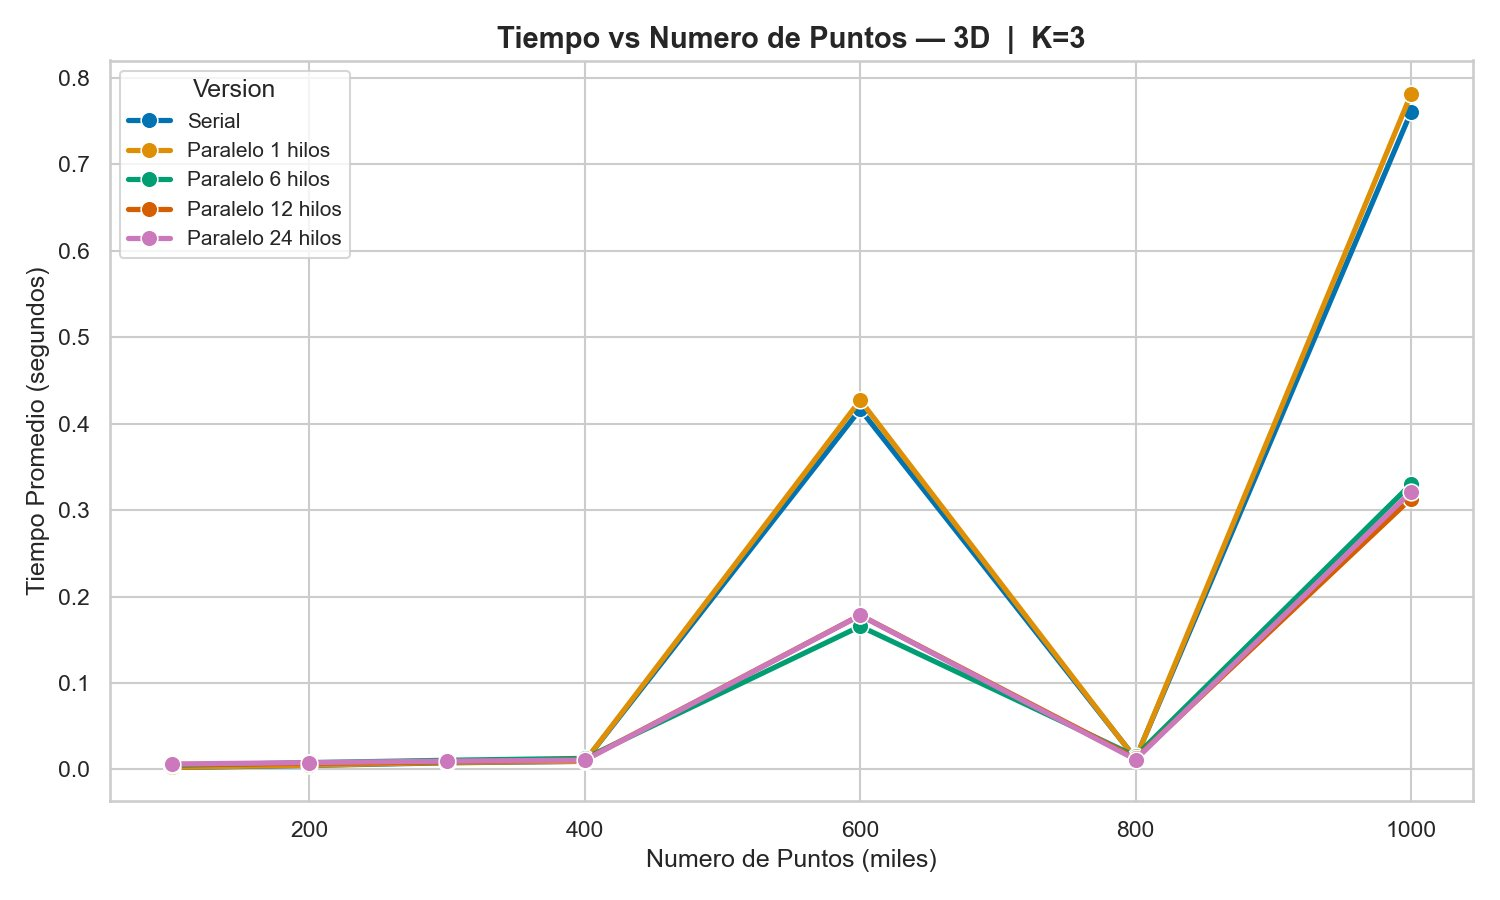 Tiempo vs Numero de Puntos — 3D | K=3
Version
Serial
Paralelo 1 hilos
Paralelo 6 hilos
Paralelo 12 hilos
Paralelo 24 hilos
Tiempo Promedio (segundos)
0.8
0.7
0.6
0.5
0.4
0.3
0.2
0.1
0.0
200 400 600 800 1000
Numero de Puntos (miles)